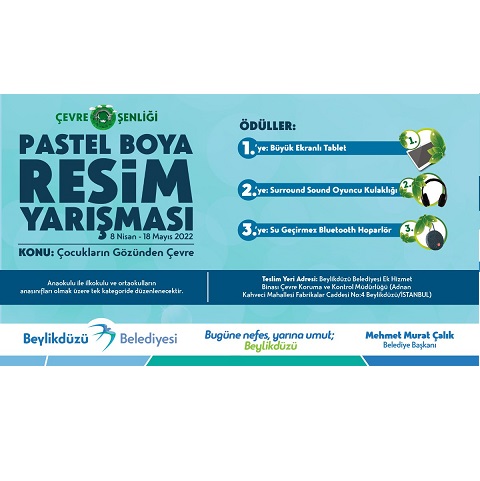 ÇEVRE ŞENLİĞİ
PASTEL BOYA
RESİM
YARIŞMASI
8 Nisan - 18 Mayıs 2022
KONU: Çocukların Gözünden Çevre
ÖDÜLLER:
1.'ye: Büyük Ekranlı Tablet
1.
2.'ye: Surround Sound Oyuncu Kulaklığı
2.
3.'ye: Su Geçirmez Bluetooth Hoparlör
3.
Anaokulu ile ilkokulu ve ortaokulların
anasınıfları olmak üzere tek kategoride düzenlenecektir.
Teslim Yeri Adresi: Beylikdüzü Belediyesi Ek Hizmet
Binası Çevre Koruma ve Kontrol Müdürlüğü (Adnan
Kahveci Mahallesi Fabrikalar Caddesi No:4 Beylikdüzü/İSTANBUL)
Beylikdüzü Belediyesi
Bugüne nefes, yarına umut;
Beylikdüzü
Mehmet Murat Çalık
Belediye Başkanı